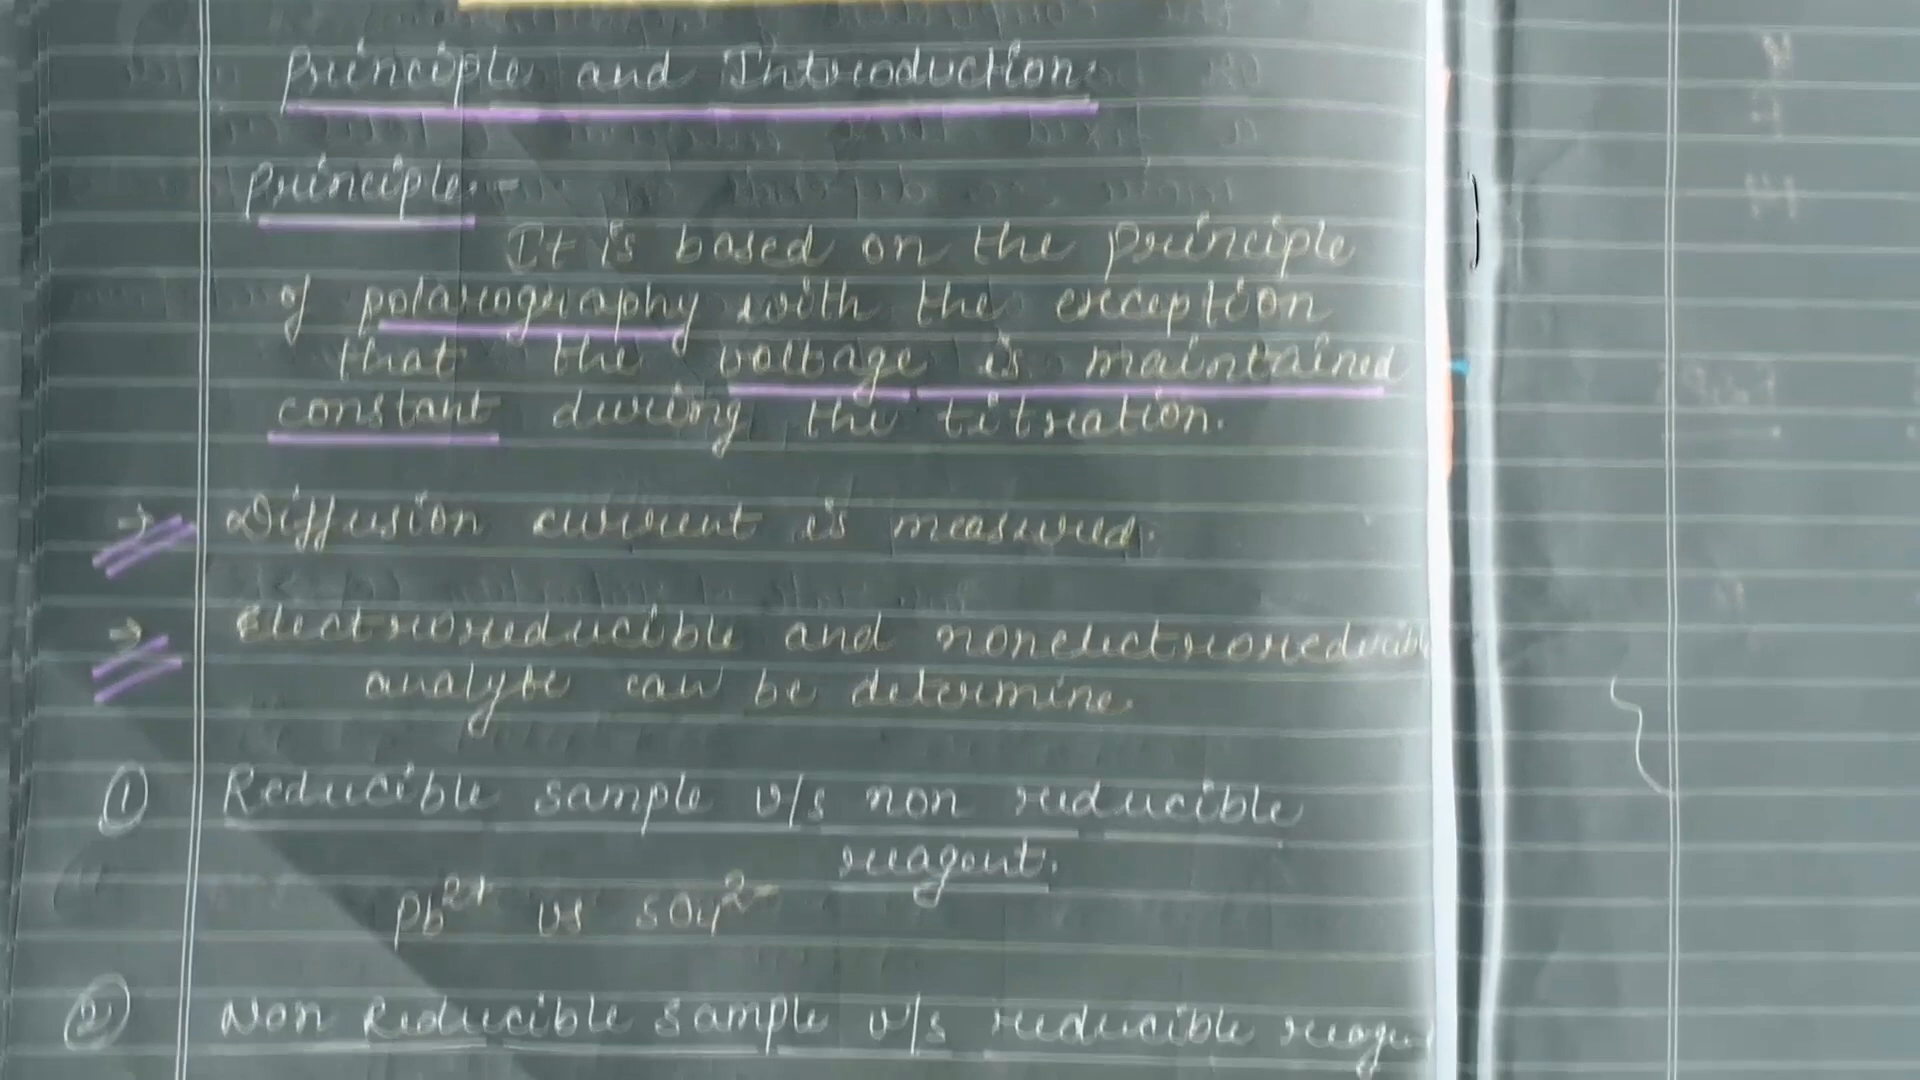 Principle and Introduction:
Principle:-
It is based on the principle
of polarography with the exception
that the voltage is maintained
constant during the titration.
→ Diffusion current is measured.
→ Electroreducible and nonelectroreducible
analyte can be determine.
① Reducible sample v/s non reducible
reagent.
Pb²⁺ vs SO₄²⁻
② Non Reducible sample v/s reducible